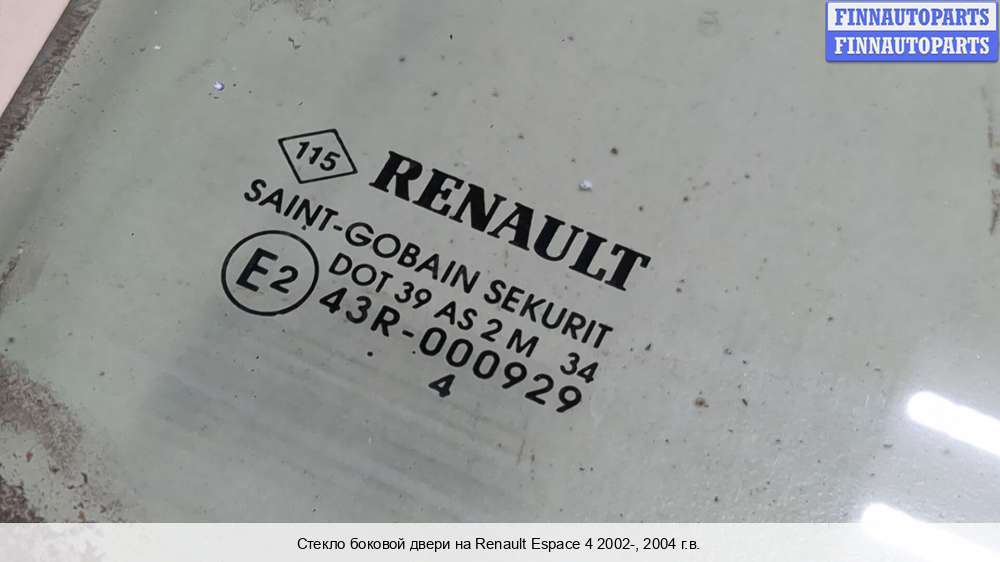 FINNAUTOPARTS
FINNAUTOPARTS
115
RENAULT
SAINT-GOBAIN SEKURIT
E2
DOT 39 AS 2 M 34
43R-000929
4
Стекло боковой двери на Renault Espace 4 2002-, 2004 г.в.